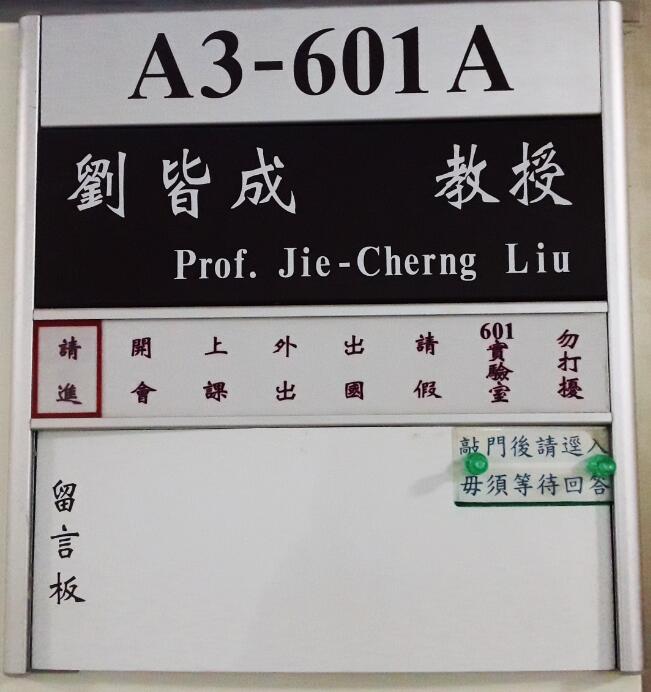 A3-601A
劉皆成 教授
Prof. Jie-Cherng Liu
請進 開會 上課 外出 出國 請假 601實驗室 勿打擾
敲門後請逕入
毋須等待回答
留言板